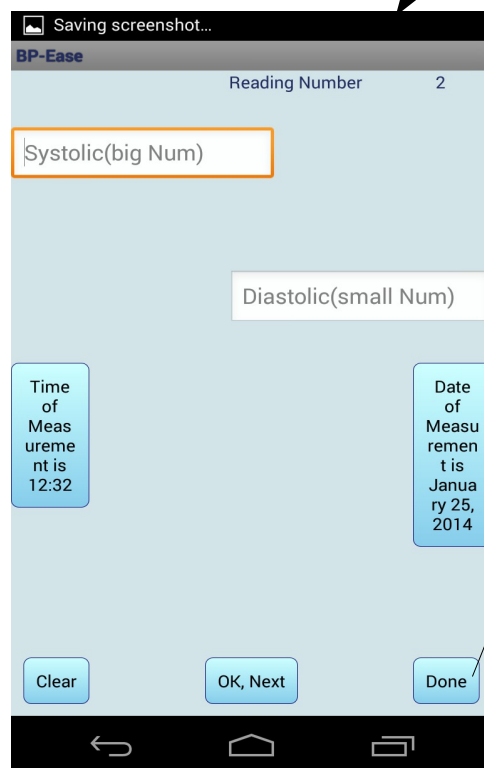 Saving screenshot...
BP-Ease
Reading Number 2
Systolic(big Num)
Diastolic(small Num)
Time
of
Meas
ureme
nt is
12:32
Date
of
Measu
remen
t is
Janua
ry 25,
2014
Clear
OK, Next
Done